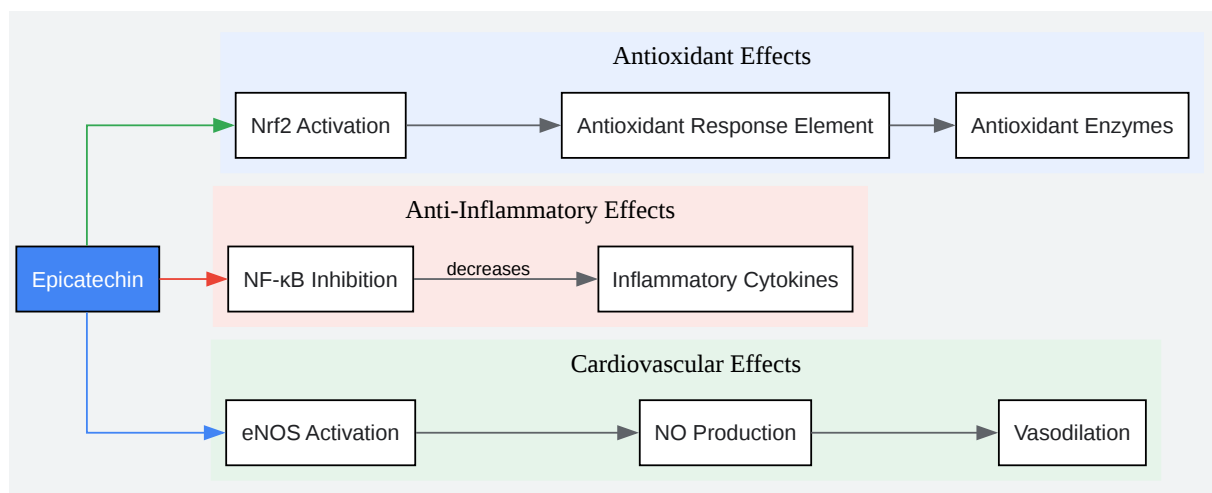 Antioxidant Effects
Nrf2 Activation
Antioxidant Response Element
Antioxidant Enzymes
Anti-Inflammatory Effects
Epicatechin
NF-κB Inhibition
decreases
Inflammatory Cytokines
Cardiovascular Effects
eNOS Activation
NO Production
Vasodilation